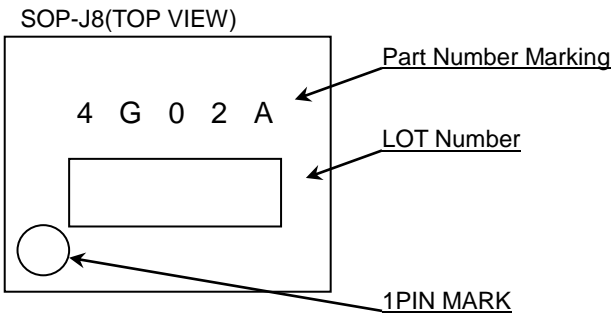 SOP-J8(TOP VIEW)
Part Number Marking
4 G 0 2 A
LOT Number
1PIN MARK